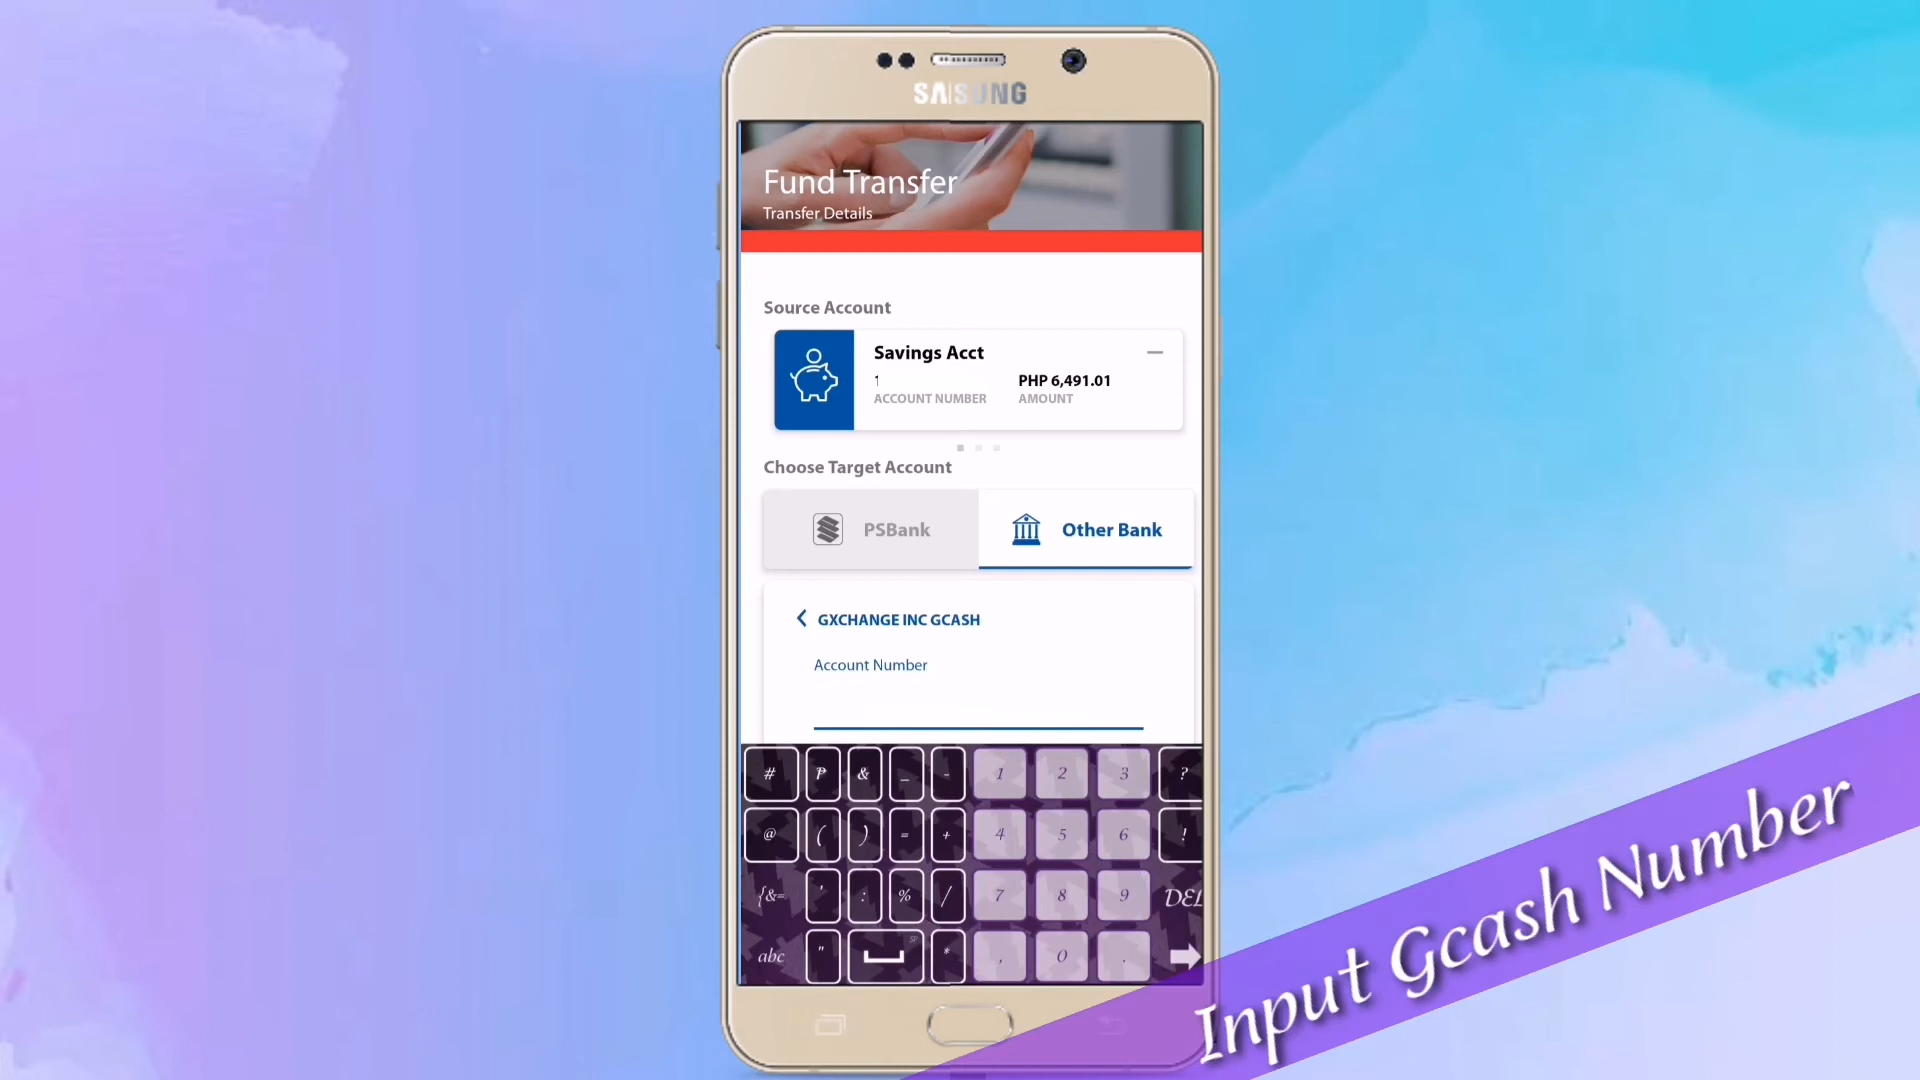 SAMSUNG
Fund Transfer
Transfer Details
Source Account
Savings Acct
1
PHP 6,491.01
ACCOUNT NUMBER
AMOUNT
Choose Target Account
PSBank
Other Bank
GXCHANGE INC GCASH
Account Number
# ₱ & _ - 1 2 3 ?
@ ( ) = + 4 5 6 !
{&= ' : % / 7 8 9 DEL
abc " SP * , 0 .
Input Gcash Number